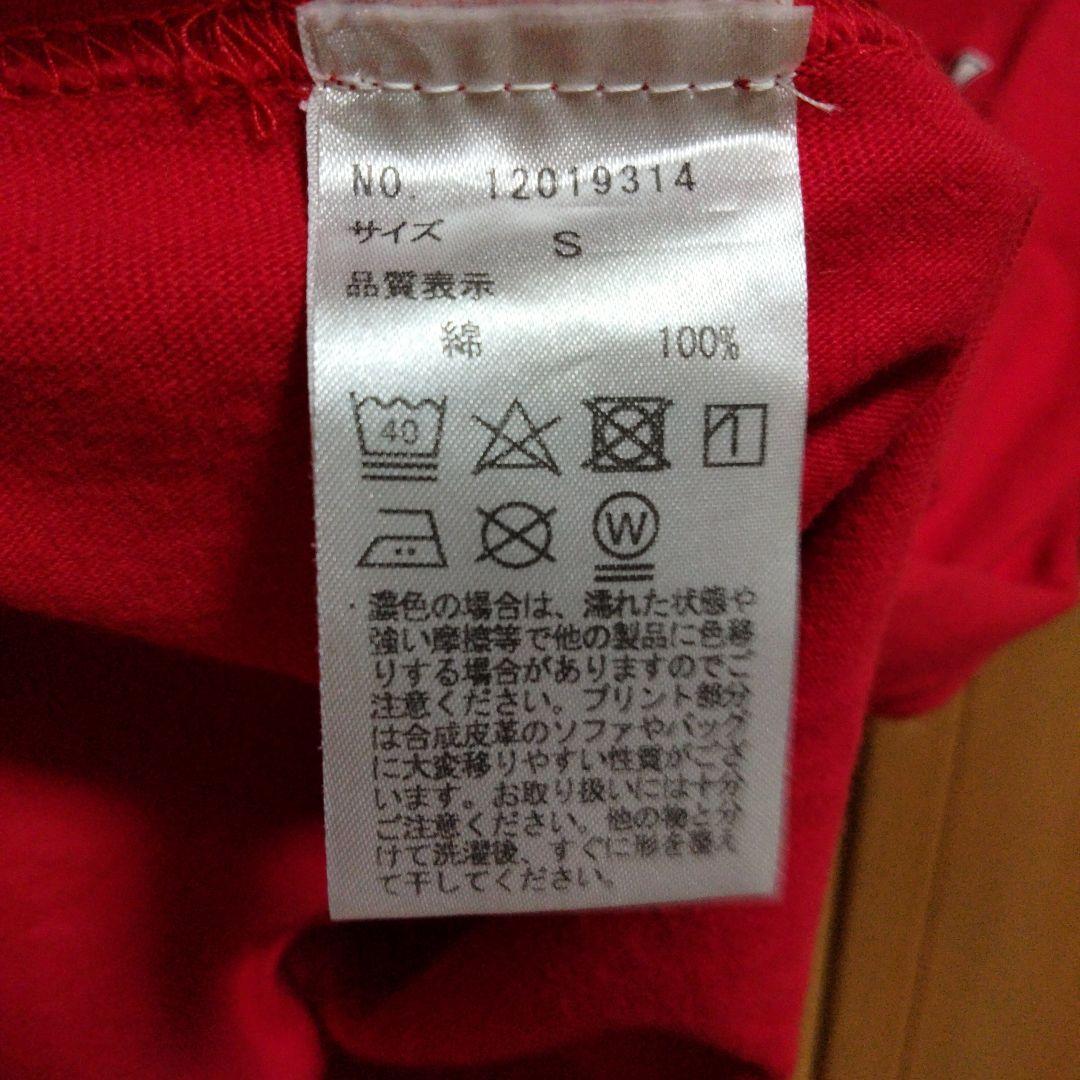 NO. 12019314
サイズ S
品質表示
綿 100%
40
W
濃色の場合は、濡れた状態や
強い摩擦等で他の製品に色移
りする場合がありますのでご
注意ください。プリント部分
は合成皮革のソファやバッグ
に大変移りやすい性質がござ
います。お取り扱いには十分
ご注意ください。他の物と分
けて洗濯後、すぐに形を整え
て干してください。